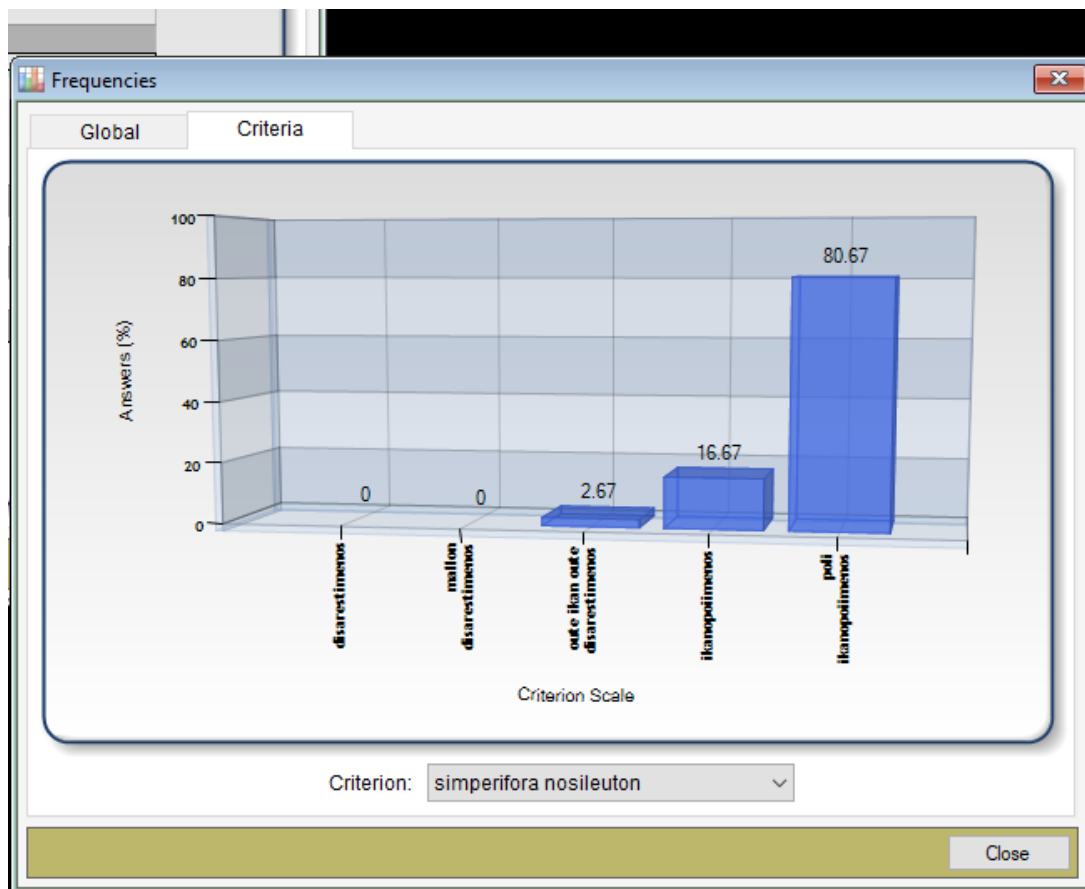 Frequencies
Global
Criteria
100
80
60
40
20
0
Answers (%)
0
0
2.67
16.67
80.67
disarestimenos
mallon
disarestimenos
oute ikan oute
disarestimenos
ikanopoiimenos
poli
ikanopoiimenos
Criterion Scale
Criterion:
simperifora nosileuton
Close